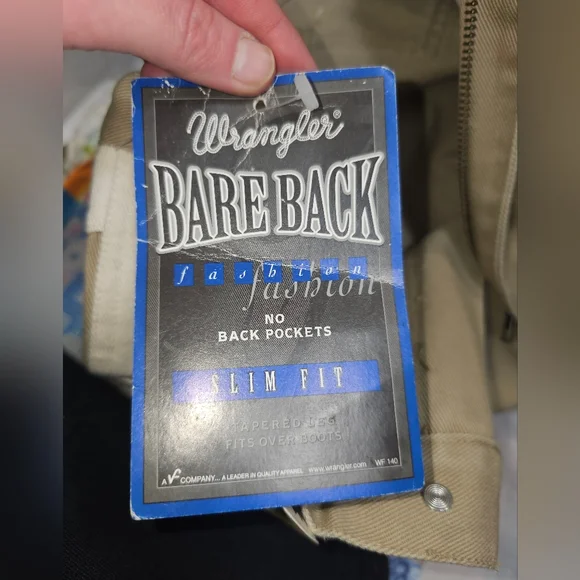 Wrangler®
BARE BACK
fashion
fashion
NO
BACK POCKETS
SLIM FIT
TAPERED LEG
FITS OVER BOOTS
A VF COMPANY... A LEADER IN QUALITY APPAREL www.wrangler.com WF 140